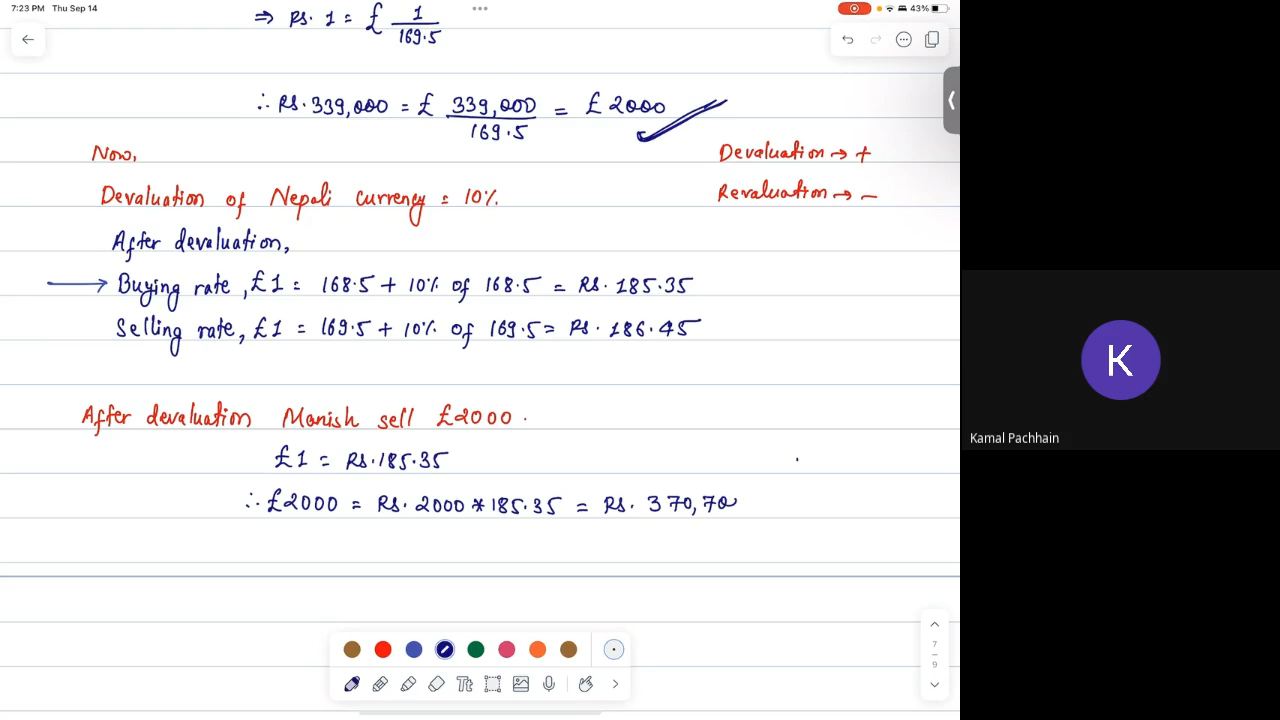 7:23 PM Thu Sep 14
43%
⇒ Rs. 1 = £ 1/169.5
∴ Rs. 339,000 = £ 339,000/169.5 = £ 2000
Now,
Devaluation → +
Revaluation → −
Devaluation of Nepali currency = 10%.
After devaluation,
Buying rate, £1 = 168.5 + 10% of 168.5 = Rs. 185.35
Selling rate, £1 = 169.5 + 10% of 169.5 = Rs. 186.45
After devaluation Manish sell £2000.
£1 = Rs. 185.35
∴ £2000 = Rs. 2000 * 185.35 = Rs. 370,70
Tt
7
9
K
Kamal Pachhain